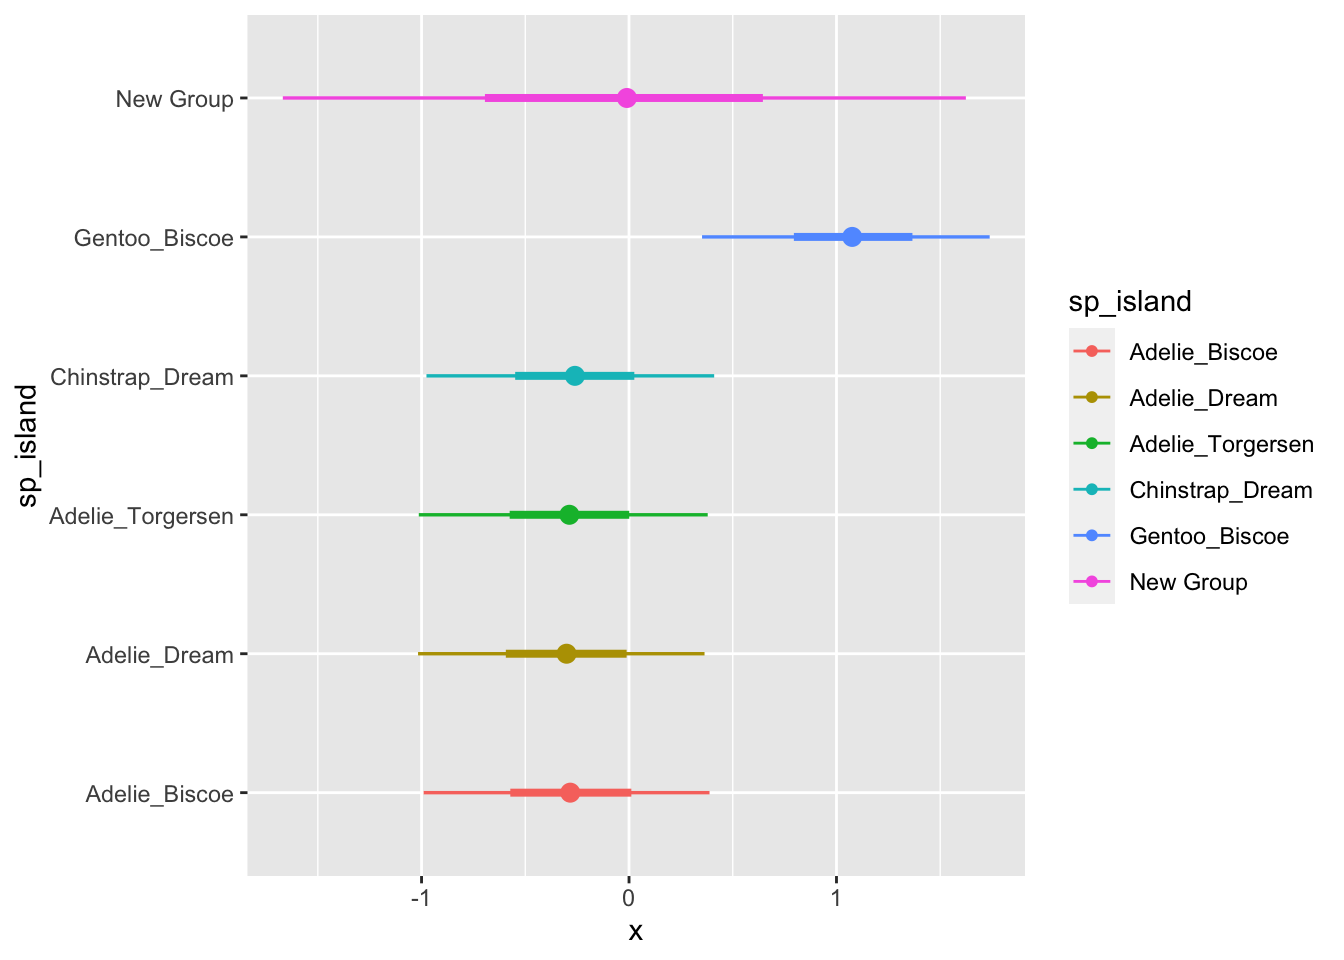 New Group
Gentoo_Biscoe
Chinstrap_Dream
Adelie_Torgersen
Adelie_Dream
Adelie_Biscoe
sp_island
-1
0
1
x
sp_island
Adelie_Biscoe
Adelie_Dream
Adelie_Torgersen
Chinstrap_Dream
Gentoo_Biscoe
New Group